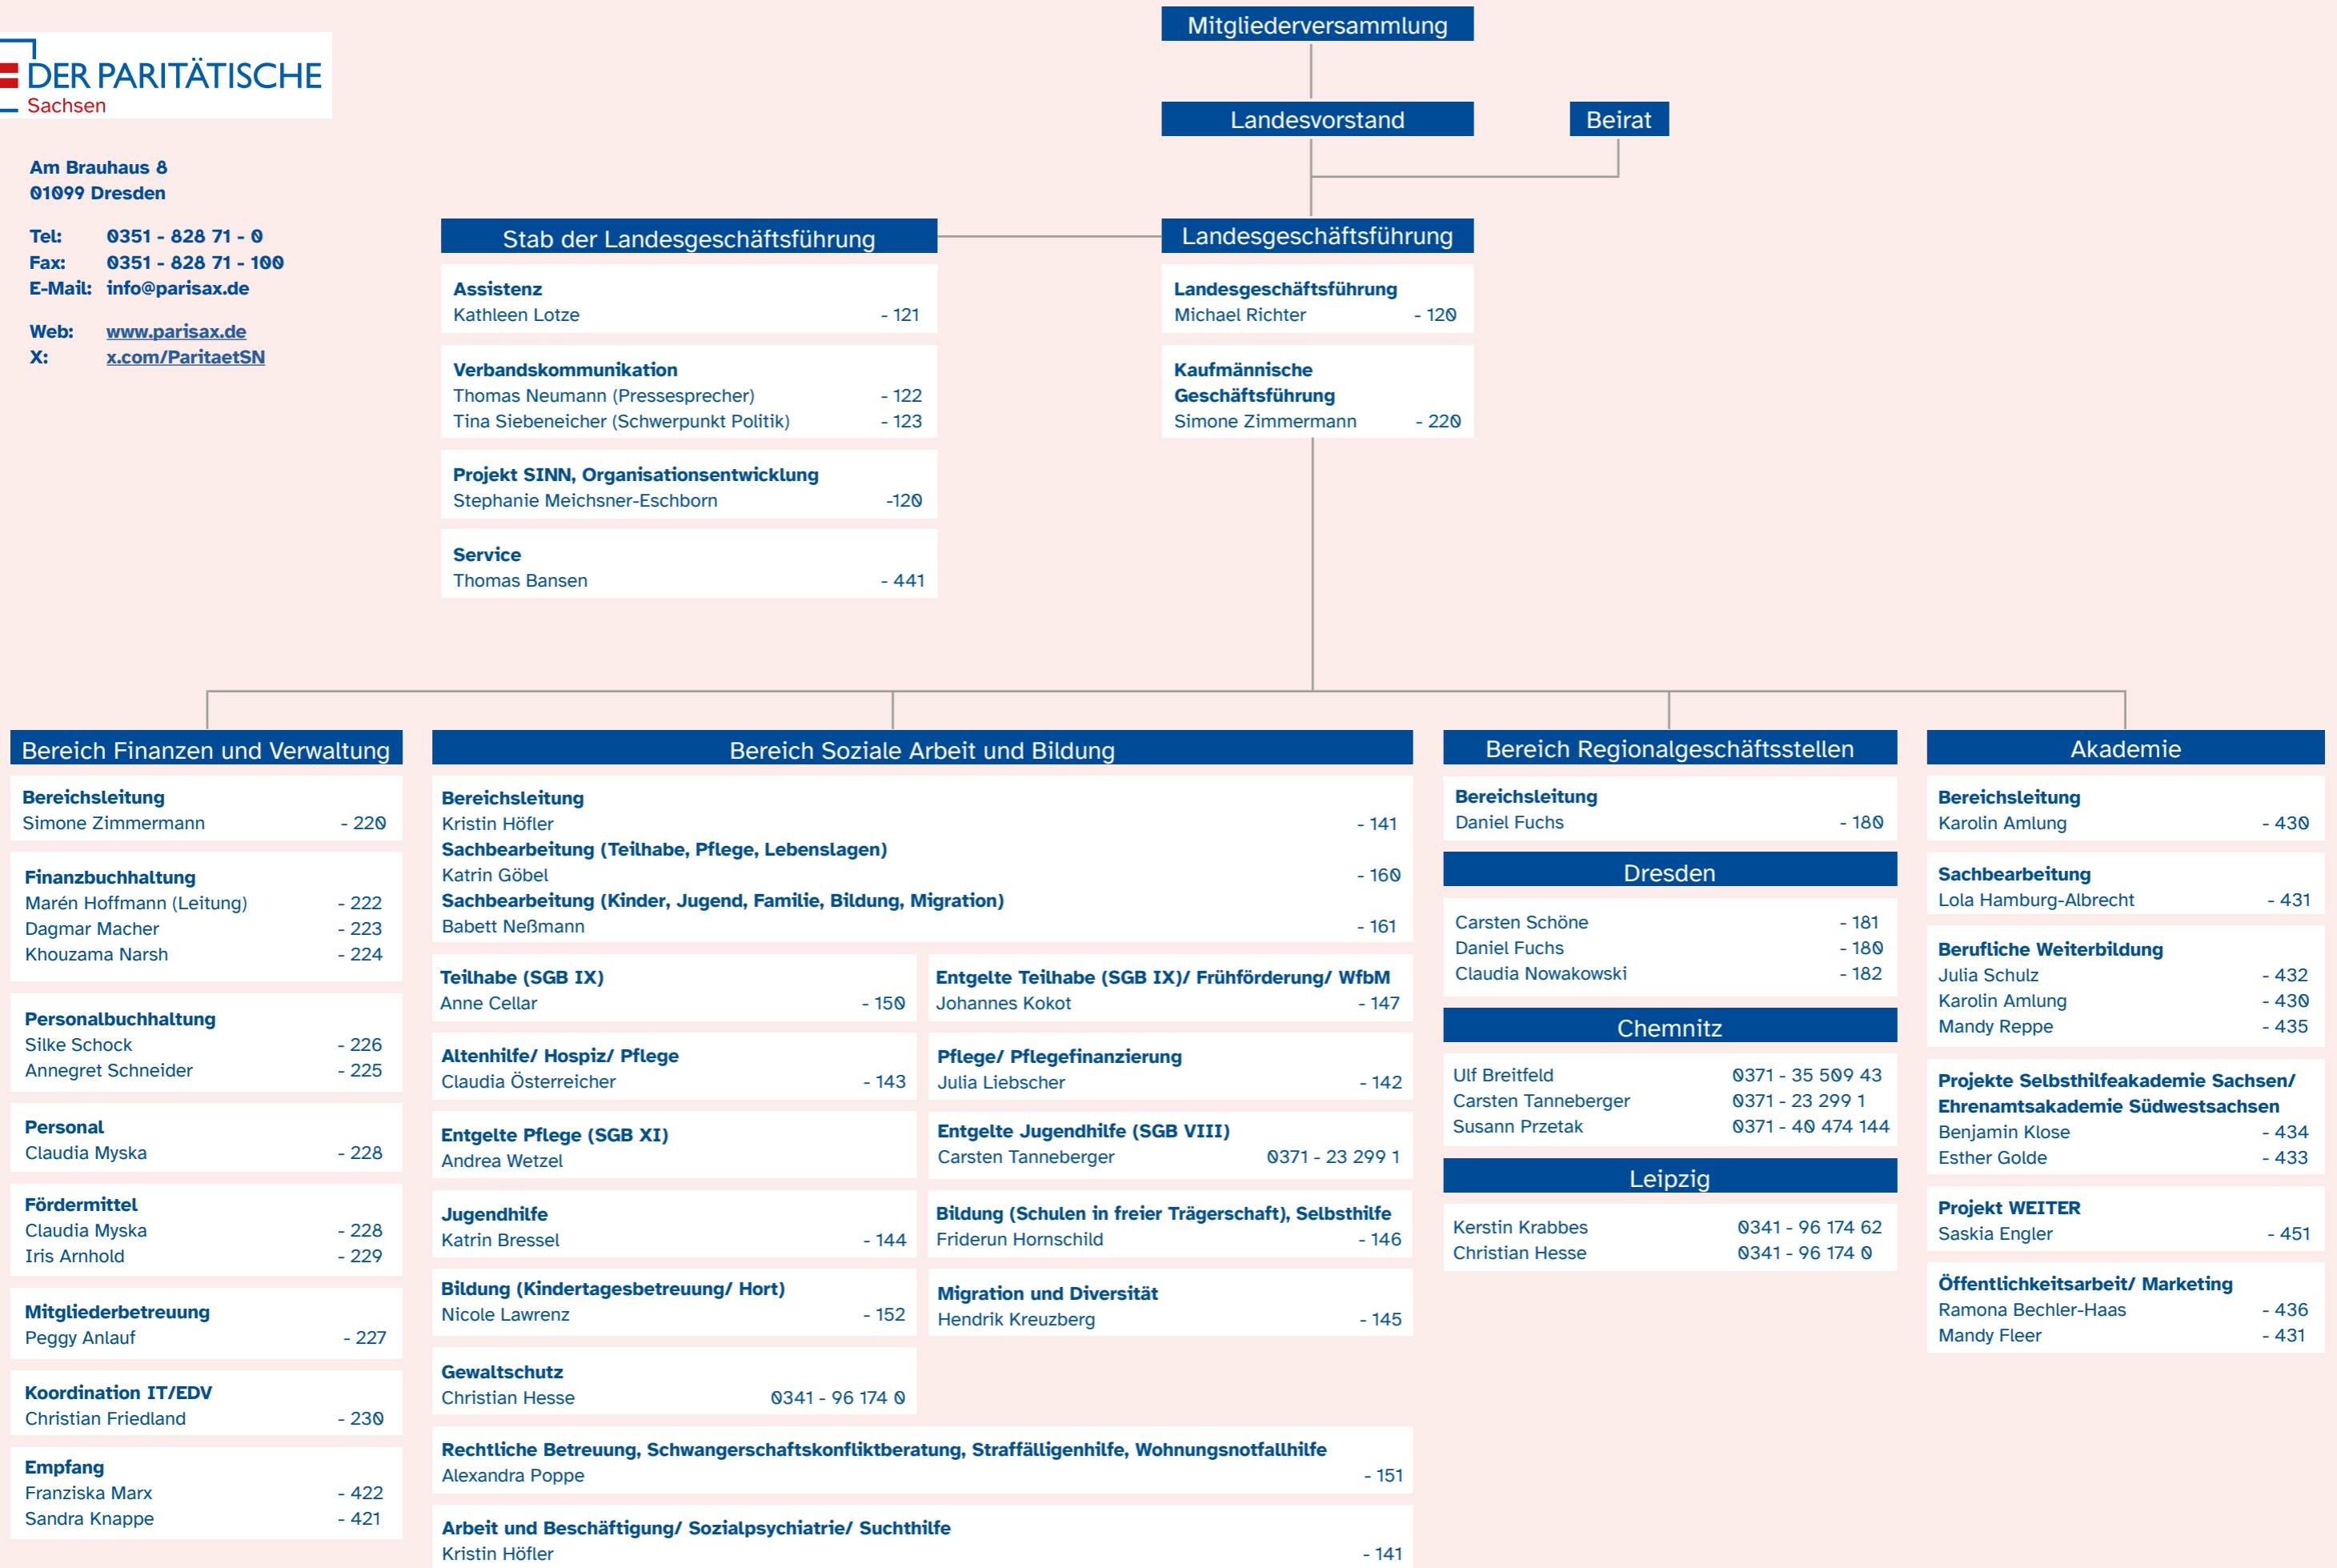 DER PARITÄTISCHE
Sachsen
Am Brauhaus 8
01099 Dresden
Tel: 0351 - 828 71 - 0
Fax: 0351 - 828 71 - 100
E-Mail: info@parisax.de
Web: www.parisax.de
X: x.com/ParitaetSN
Mitgliederversammlung
Landesvorstand
Beirat
Stab der Landesgeschäftsführung
Assistenz
Kathleen Lotze - 121
Verbandskommunikation
Thomas Neumann (Pressesprecher) - 122
Tina Siebeneicher (Schwerpunkt Politik) - 123
Projekt SINN, Organisationsentwicklung
Stephanie Meichsner-Eschborn -120
Service
Thomas Bansen - 441
Landesgeschäftsführung
Landesgeschäftsführung
Michael Richter - 120
Kaufmännische
Geschäftsführung
Simone Zimmermann - 220
Bereich Finanzen und Verwaltung
Bereichsleitung
Simone Zimmermann - 220
Finanzbuchhaltung
Marén Hoffmann (Leitung) - 222
Dagmar Macher - 223
Khouzama Narsh - 224
Personalbuchhaltung
Silke Schock - 226
Annegret Schneider - 225
Personal
Claudia Myska - 228
Fördermittel
Claudia Myska - 228
Iris Arnhold - 229
Mitgliederbetreuung
Peggy Anlauf - 227
Koordination IT/EDV
Christian Friedland - 230
Empfang
Franziska Marx - 422
Sandra Knappe - 421
Bereich Soziale Arbeit und Bildung
Bereichsleitung
Kristin Höfler - 141
Sachbearbeitung (Teilhabe, Pflege, Lebenslagen)
Katrin Göbel - 160
Sachbearbeitung (Kinder, Jugend, Familie, Bildung, Migration)
Babett Neßmann - 161
Teilhabe (SGB IX)
Anne Cellar - 150
Entgelte Teilhabe (SGB IX)/ Frühförderung/ WfbM
Johannes Kokot - 147
Altenhilfe/ Hospiz/ Pflege
Claudia Österreicher - 143
Pflege/ Pflegefinanzierung
Julia Liebscher - 142
Entgelte Pflege (SGB XI)
Andrea Wetzel
Entgelte Jugendhilfe (SGB VIII)
Carsten Tanneberger 0371 - 23 299 1
Jugendhilfe
Katrin Bressel - 144
Bildung (Schulen in freier Trägerschaft), Selbsthilfe
Friderun Hornschild - 146
Bildung (Kindertagesbetreuung/ Hort)
Nicole Lawrenz - 152
Migration und Diversität
Hendrik Kreuzberg - 145
Gewaltschutz
Christian Hesse 0341 - 96 174 0
Rechtliche Betreuung, Schwangerschaftskonfliktberatung, Straffälligenhilfe, Wohnungsnotfallhilfe
Alexandra Poppe - 151
Arbeit und Beschäftigung/ Sozialpsychiatrie/ Suchthilfe
Kristin Höfler - 141
Bereich Regionalgeschäftsstellen
Bereichsleitung
Daniel Fuchs - 180
Dresden
Carsten Schöne - 181
Daniel Fuchs - 180
Claudia Nowakowski - 182
Chemnitz
Ulf Breitfeld 0371 - 35 509 43
Carsten Tanneberger 0371 - 23 299 1
Susann Przetak 0371 - 40 474 144
Leipzig
Kerstin Krabbes 0341 - 96 174 62
Christian Hesse 0341 - 96 174 0
Akademie
Bereichsleitung
Karolin Amlung - 430
Sachbearbeitung
Lola Hamburg-Albrecht - 431
Berufliche Weiterbildung
Julia Schulz - 432
Karolin Amlung - 430
Mandy Reppe - 435
Projekte Selbsthilfeakademie Sachsen/
Ehrenamtsakademie Südwestsachsen
Benjamin Klose - 434
Esther Golde - 433
Projekt WEITER
Saskia Engler - 451
Öffentlichkeitsarbeit/ Marketing
Ramona Bechler-Haas - 436
Mandy Fleer - 431